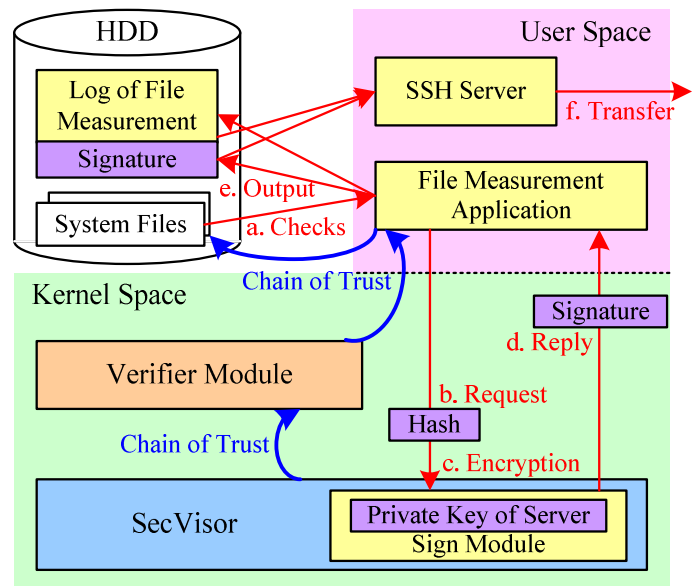 HDD
User Space
Log of File
Measurement
Signature
SSH Server
f. Transfer
e. Output
File Measurement
Application
System Files
a. Checks
Chain of Trust
Kernel Space
Signature
d. Reply
Verifier Module
b. Request
Hash
Chain of Trust
c. Encryption
SecVisor
Private Key of Server
Sign Module